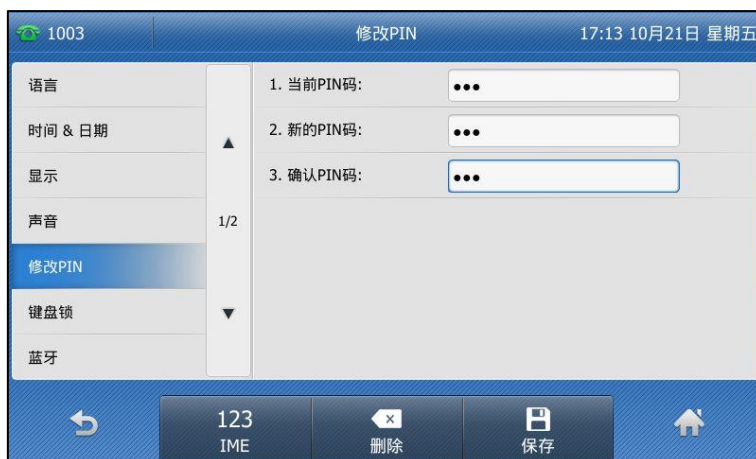 1003
修改PIN
17:13 10月21日 星期五
语言
时间 & 日期
显示
声音
修改PIN
键盘锁
蓝牙
1/2
1. 当前PIN码: •••
2. 新的PIN码: •••
3. 确认PIN码: •••
123
IME
删除
保存